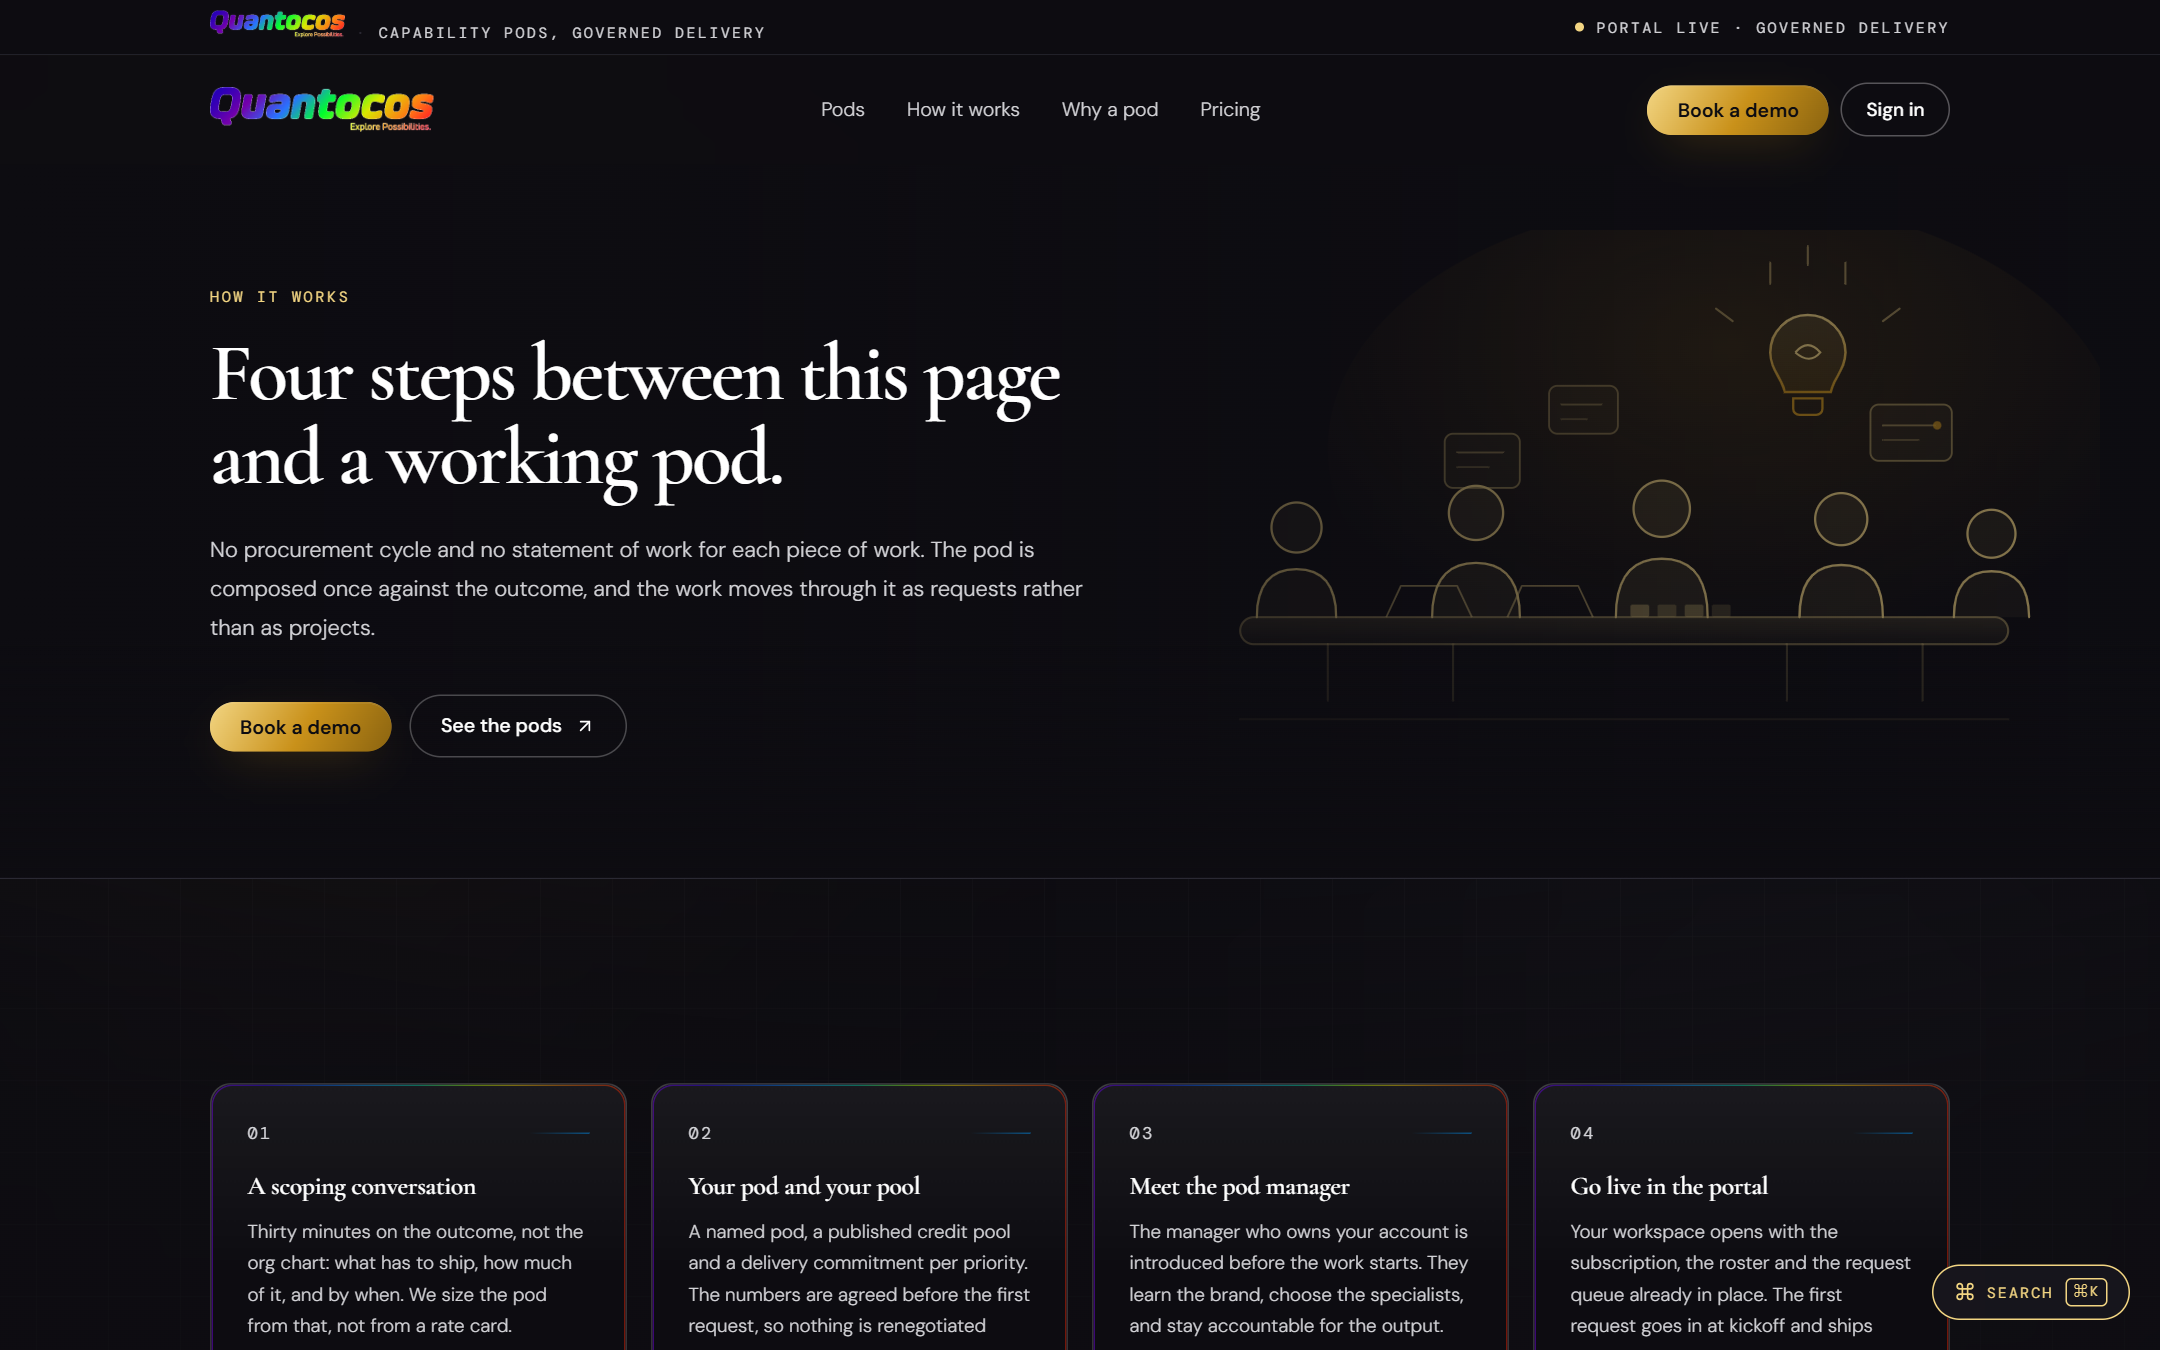 Quantocos
Explore Possibilities.
CAPABILITY PODS, GOVERNED DELIVERY
PORTAL LIVE · GOVERNED DELIVERY
Quantocos
Explore Possibilities.
Pods
How it works
Why a pod
Pricing
Book a demo
Sign in
HOW IT WORKS
Four steps between this page
and a working pod.
No procurement cycle and no statement of work for each piece of work. The pod is
composed once against the outcome, and the work moves through it as requests rather
than as projects.
Book a demo
See the pods
01
A scoping conversation
Thirty minutes on the outcome, not the
org chart: what has to ship, how much
of it, and by when. We size the pod
from that, not from a rate card.
02
Your pod and your pool
A named pod, a published credit pool
and a delivery commitment per priority.
The numbers are agreed before the first
request, so nothing is renegotiated
03
Meet the pod manager
The manager who owns your account is
introduced before the work starts. They
learn the brand, choose the specialists,
and stay accountable for the output.
04
Go live in the portal
Your workspace opens with the
subscription, the roster and the request
queue already in place. The first
request goes in at kickoff and ships
⌘ SEARCH ⌘K